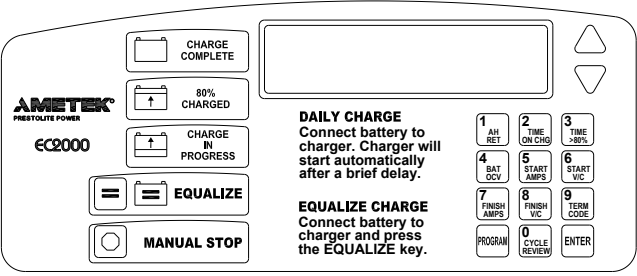 CHARGE
COMPLETE
80%
CHARGED
CHARGE
IN
PROGRESS
AMETEK®
PRESTOLITE POWER
EC2000
EQUALIZE
MANUAL STOP
DAILY CHARGE
Connect battery to
charger. Charger will
start automatically
after a brief delay.
EQUALIZE CHARGE
Connect battery to
charger and press
the EQUALIZE key.
1
AH
RET
2
TIME
ON CHG
3
TIME
>80%
4
BAT
OCV
5
START
AMPS
6
START
V/C
7
FINISH
AMPS
8
FINISH
V/C
9
TERM
CODE
PROGRAM
0
CYCLE
REVIEW
ENTER